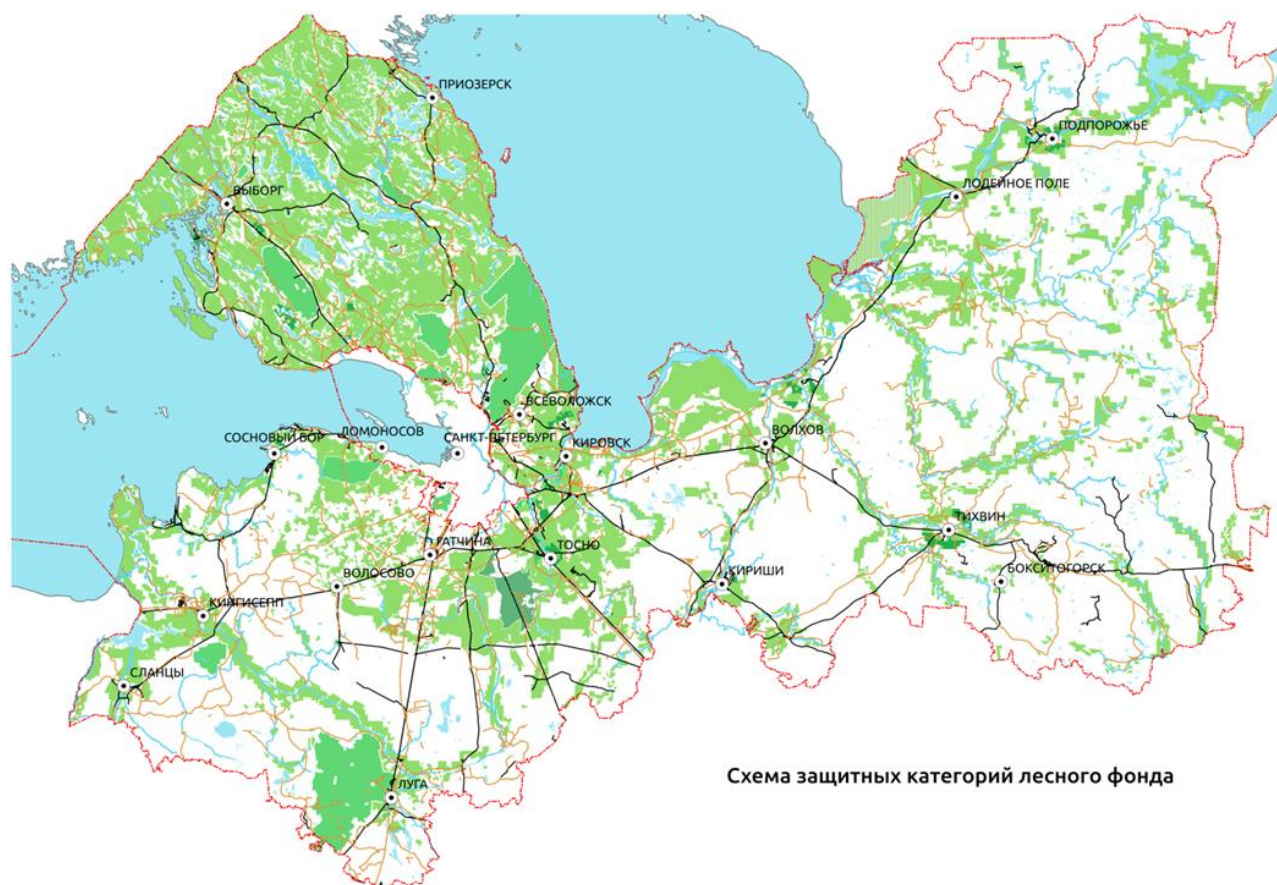 ПРИОЗЕРСК
ПОДПОРОЖЬЕ
ВЫБОРГ
ЛОДЕЙНОЕ ПОЛЕ
ВСЕВОЛОЖСК
СОСНОВЫЙ БОР
ЛОМОНОСОВ
САНКТ-ПЕТЕРБУРГ
КИРОВСК
ВОЛХОВ
ТИХВИН
ГАТЧИНА
ТОСНО
ВОЛОСОВО
КИРИШИ
БОКСИТОГОРСК
КИНГИСЕПП
СЛАНЦЫ
Схема защитных категорий лесного фонда
ЛУГА